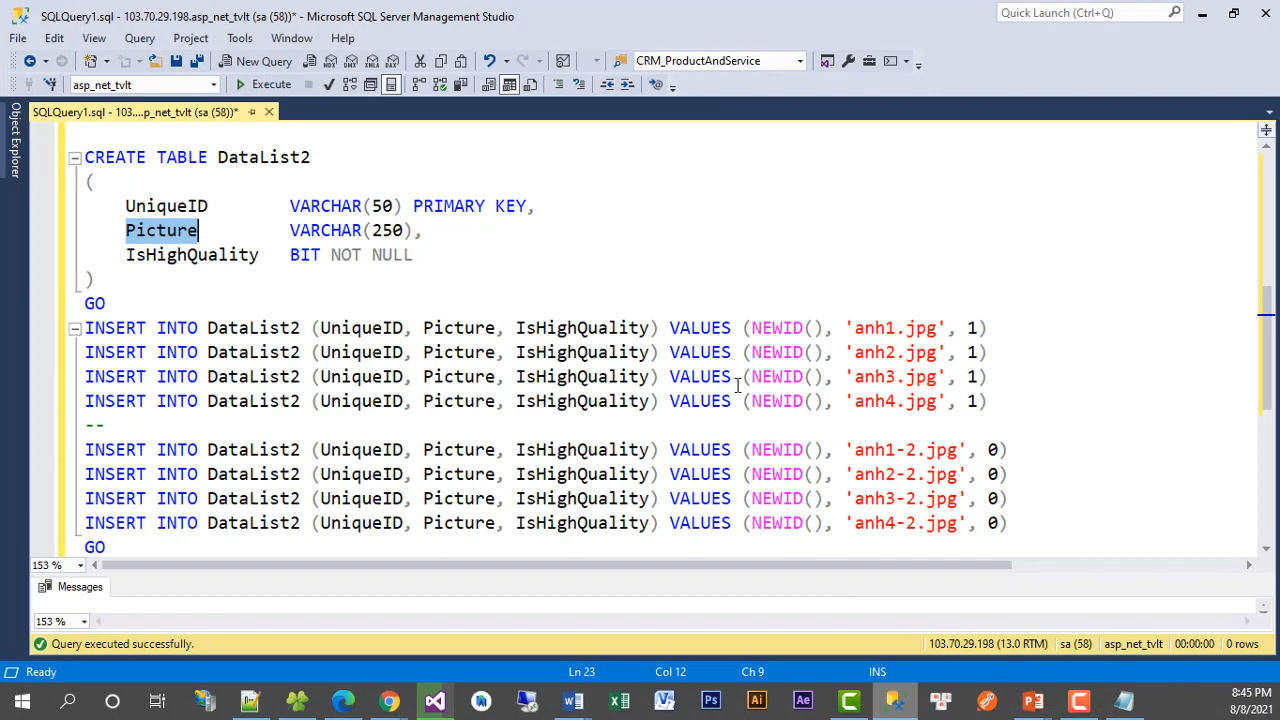 SQLQuery1.sql - 103.70.29.198.asp_net_tvlt (sa (58))* - Microsoft SQL Server Management Studio
Quick Launch (Ctrl+Q)
File Edit View Query Project Tools Window Help
New Query
MDX DMX XMLA DAX
CRM_ProductAndService
asp_net_tvlt
Execute
SQLQuery1.sql - 103....p_net_tvlt (sa (58))*
Object Explorer
CREATE TABLE DataList2
(
UniqueID VARCHAR(50) PRIMARY KEY,
Picture VARCHAR(250),
IsHighQuality BIT NOT NULL
)
GO
INSERT INTO DataList2 (UniqueID, Picture, IsHighQuality) VALUES (NEWID(), 'anh1.jpg', 1)
INSERT INTO DataList2 (UniqueID, Picture, IsHighQuality) VALUES (NEWID(), 'anh2.jpg', 1)
INSERT INTO DataList2 (UniqueID, Picture, IsHighQuality) VALUES (NEWID(), 'anh3.jpg', 1)
INSERT INTO DataList2 (UniqueID, Picture, IsHighQuality) VALUES (NEWID(), 'anh4.jpg', 1)
--
INSERT INTO DataList2 (UniqueID, Picture, IsHighQuality) VALUES (NEWID(), 'anh1-2.jpg', 0)
INSERT INTO DataList2 (UniqueID, Picture, IsHighQuality) VALUES (NEWID(), 'anh2-2.jpg', 0)
INSERT INTO DataList2 (UniqueID, Picture, IsHighQuality) VALUES (NEWID(), 'anh3-2.jpg', 0)
INSERT INTO DataList2 (UniqueID, Picture, IsHighQuality) VALUES (NEWID(), 'anh4-2.jpg', 0)
GO
153 %
Messages
153 %
Query executed successfully. 103.70.29.198 (13.0 RTM) sa (58) asp_net_tvlt 00:00:00 0 rows
Ready Ln 23 Col 12 Ch 9 INS
Ps Ai Ae
8:45 PM
8/8/2021